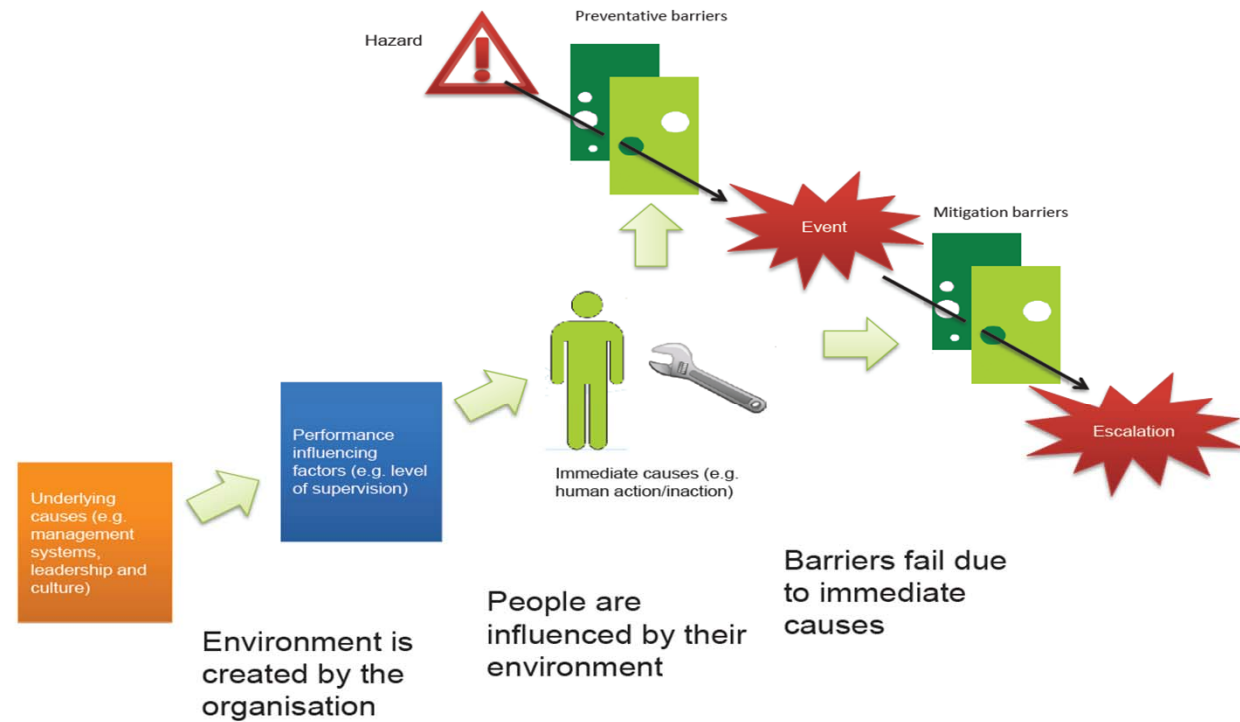 Preventative barriers
Hazard
Event
Mitigation barriers
Escalation
Performance
influencing
factors (e.g. level
of supervision)
Immediate causes (e.g.
human action/inaction)
Underlying
causes (e.g.
management
systems,
leadership and
culture)
Barriers fail due
to immediate
causes
People are
influenced by their
environment
Environment is
created by the
organisation